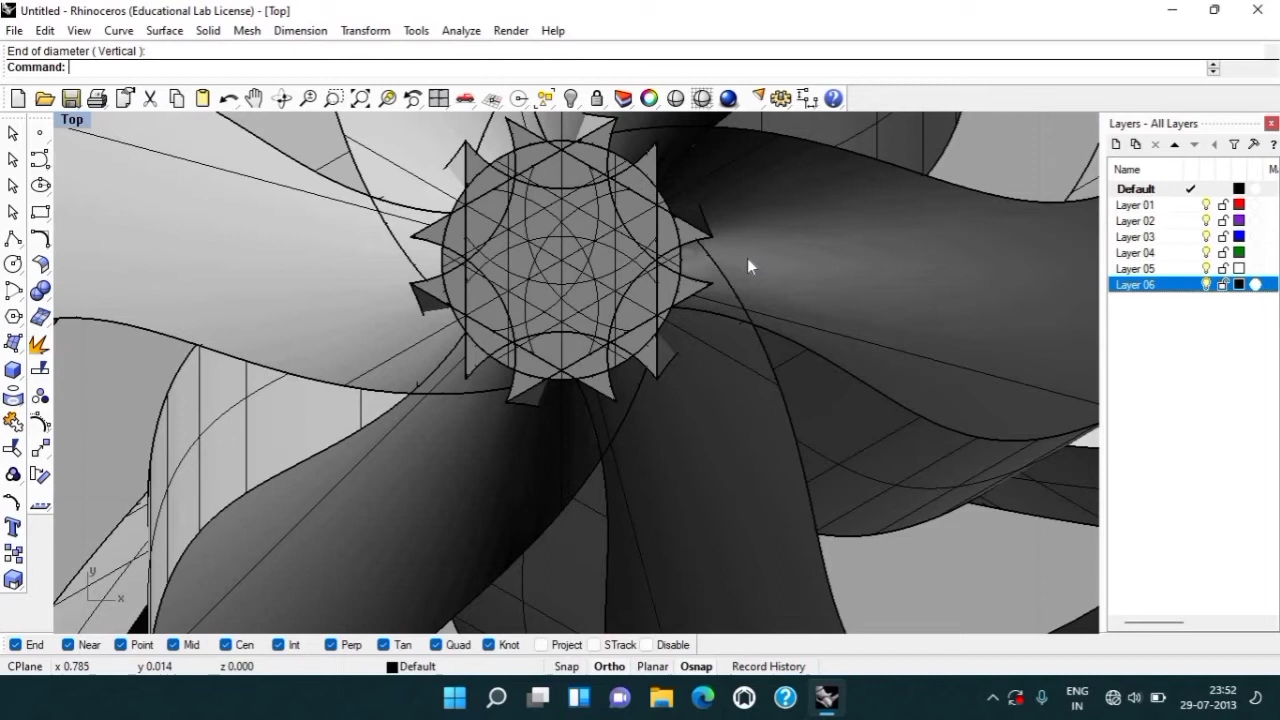 Untitled - Rhinoceros (Educational Lab License) - [Top]
File Edit View Curve Surface Solid Mesh Dimension Transform Tools Analyze Render Help
End of diameter ( Vertical ):
Command:
Top
Layers - All Layers
Name
Default
Layer 01
Layer 02
Layer 03
Layer 04
Layer 05
Layer 06
y
x
End Near Point Mid Cen Int Perp Tan Quad Knot Project STrack Disable
CPlane x 0.785 y 0.014 z 0.000 Default Snap Ortho Planar Osnap Record History
ENG
IN
23:52
29-07-2013